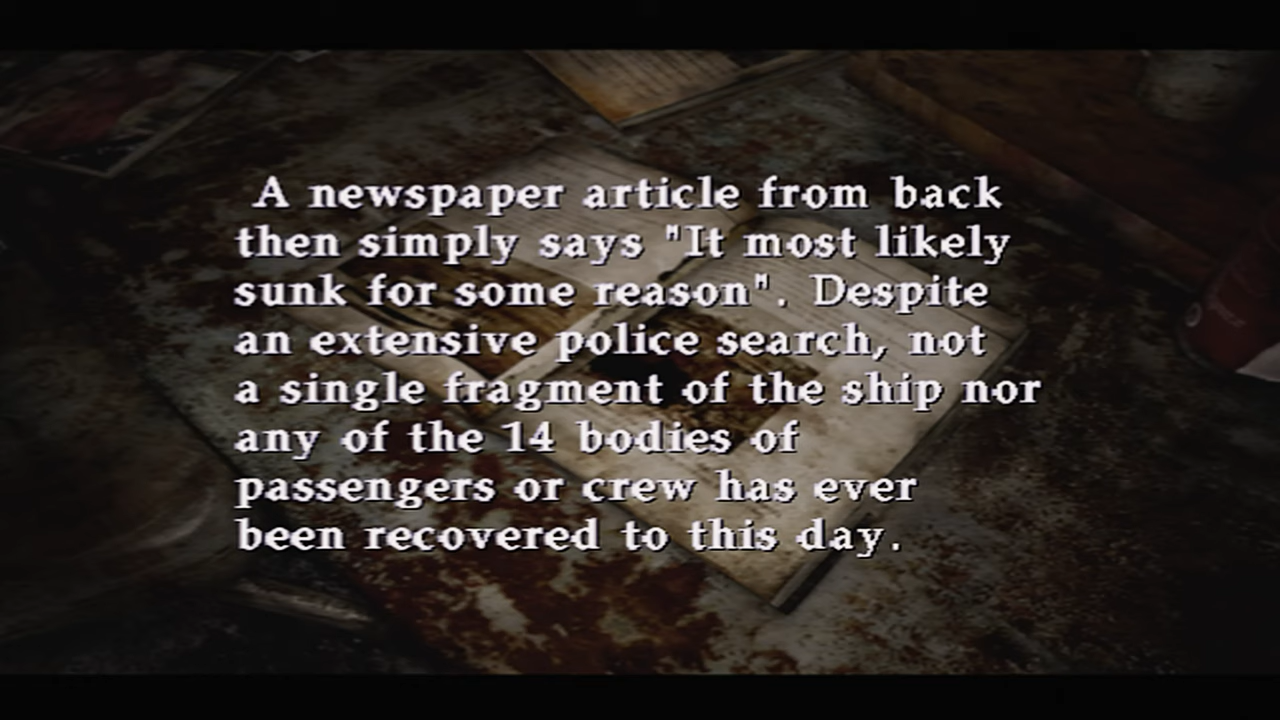 A newspaper article from back
then simply says "It most likely
sunk for some reason". Despite
an extensive police search, not
a single fragment of the ship nor
any of the 14 bodies of
passengers or crew has ever
been recovered to this day.